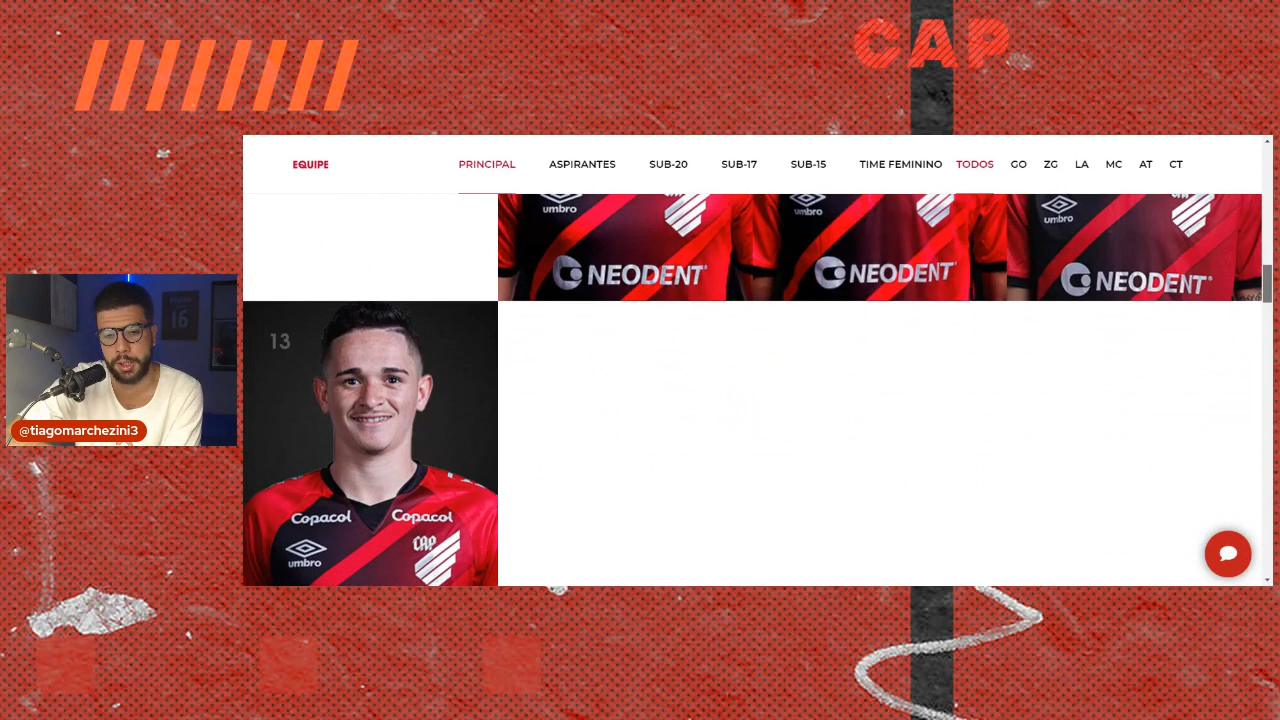 CAP
EQUIPE PRINCIPAL ASPIRANTES SUB-20 SUB-17 SUB-15 TIME FEMININO TODOS GO ZG LA MC AT CT
umbro umbro umbro
NEODENT NEODENT NEODENT
13
16
@tiagomarchezini3
Copacol Copacol
CAP
umbro